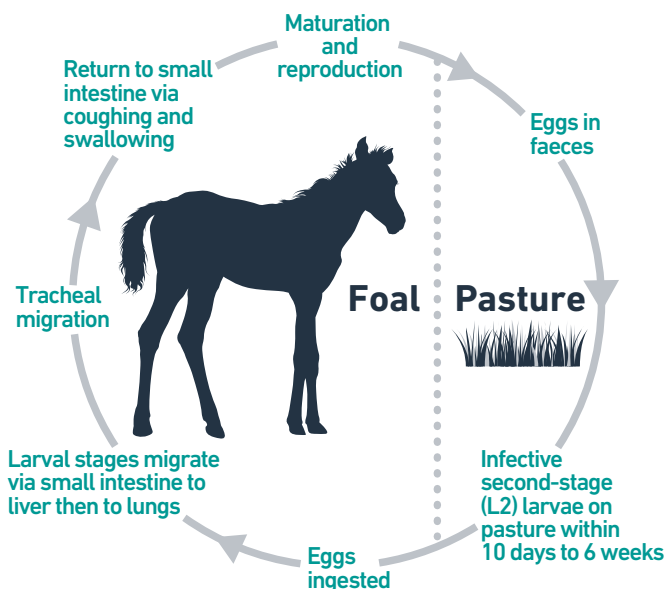 Maturation
and
reproduction
Eggs in
faeces
Pasture
Infective
second-stage
(L2) larvae on
pasture within
10 days to 6 weeks
Eggs
ingested
Larval stages migrate
via small intestine to
liver then to lungs
Tracheal
migration
Return to small
intestine via
coughing and
swallowing
Foal